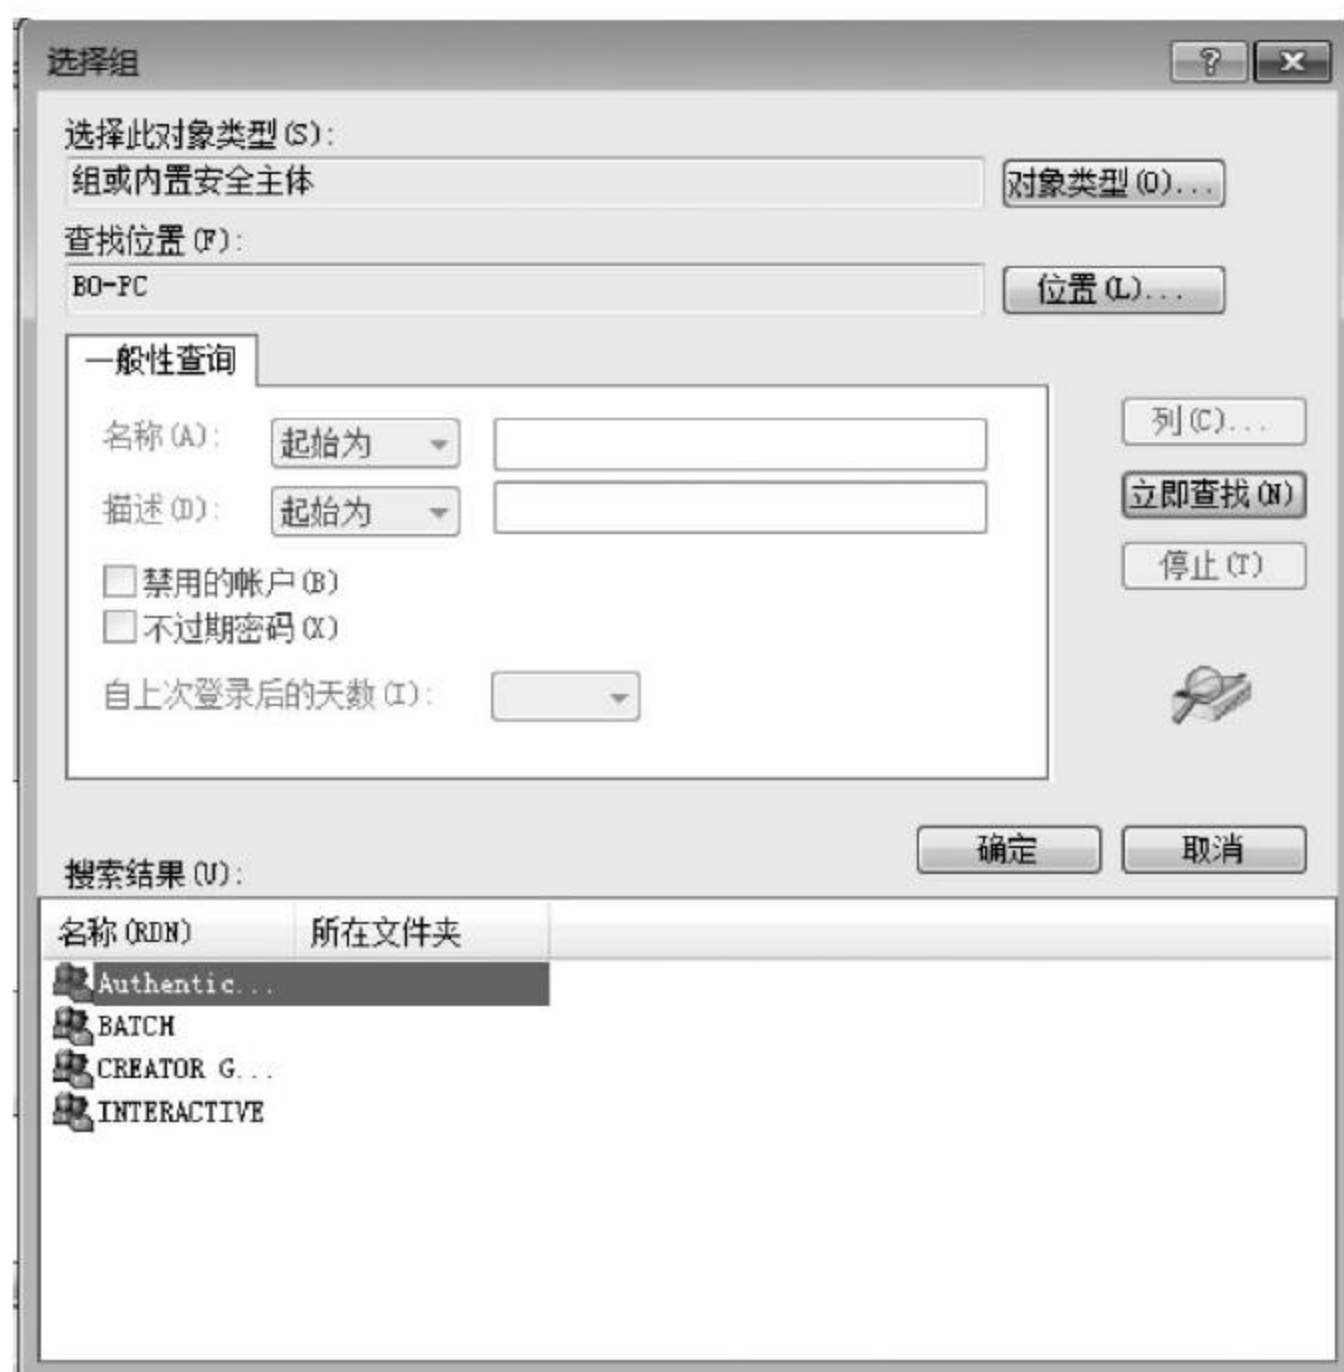 选择组
选择此对象类型(S):
组或内置安全主体
对象类型(O)...
查找位置(F):
BO-PC
位置(L)...
一般性查询
名称(A):
起始为
列(C)...
描述(D):
起始为
立即查找(N)
禁用的帐户(B)
停止(T)
不过期密码(X)
自上次登录后的天数(I):
确定
取消
搜索结果(U):
名称(RDN)
所在文件夹
Authentic...
BATCH
CREATOR G...
INTERACTIVE